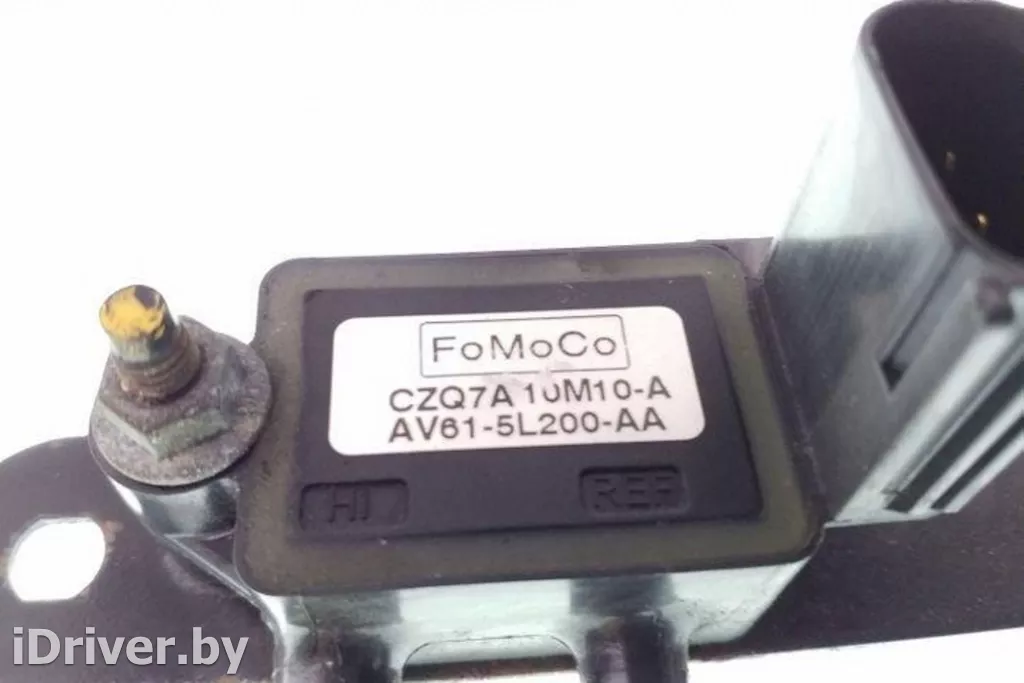 FoMoCo
CZQ7A 10M10-A
AV61-5L200-AA
HI REF
iDriver.by